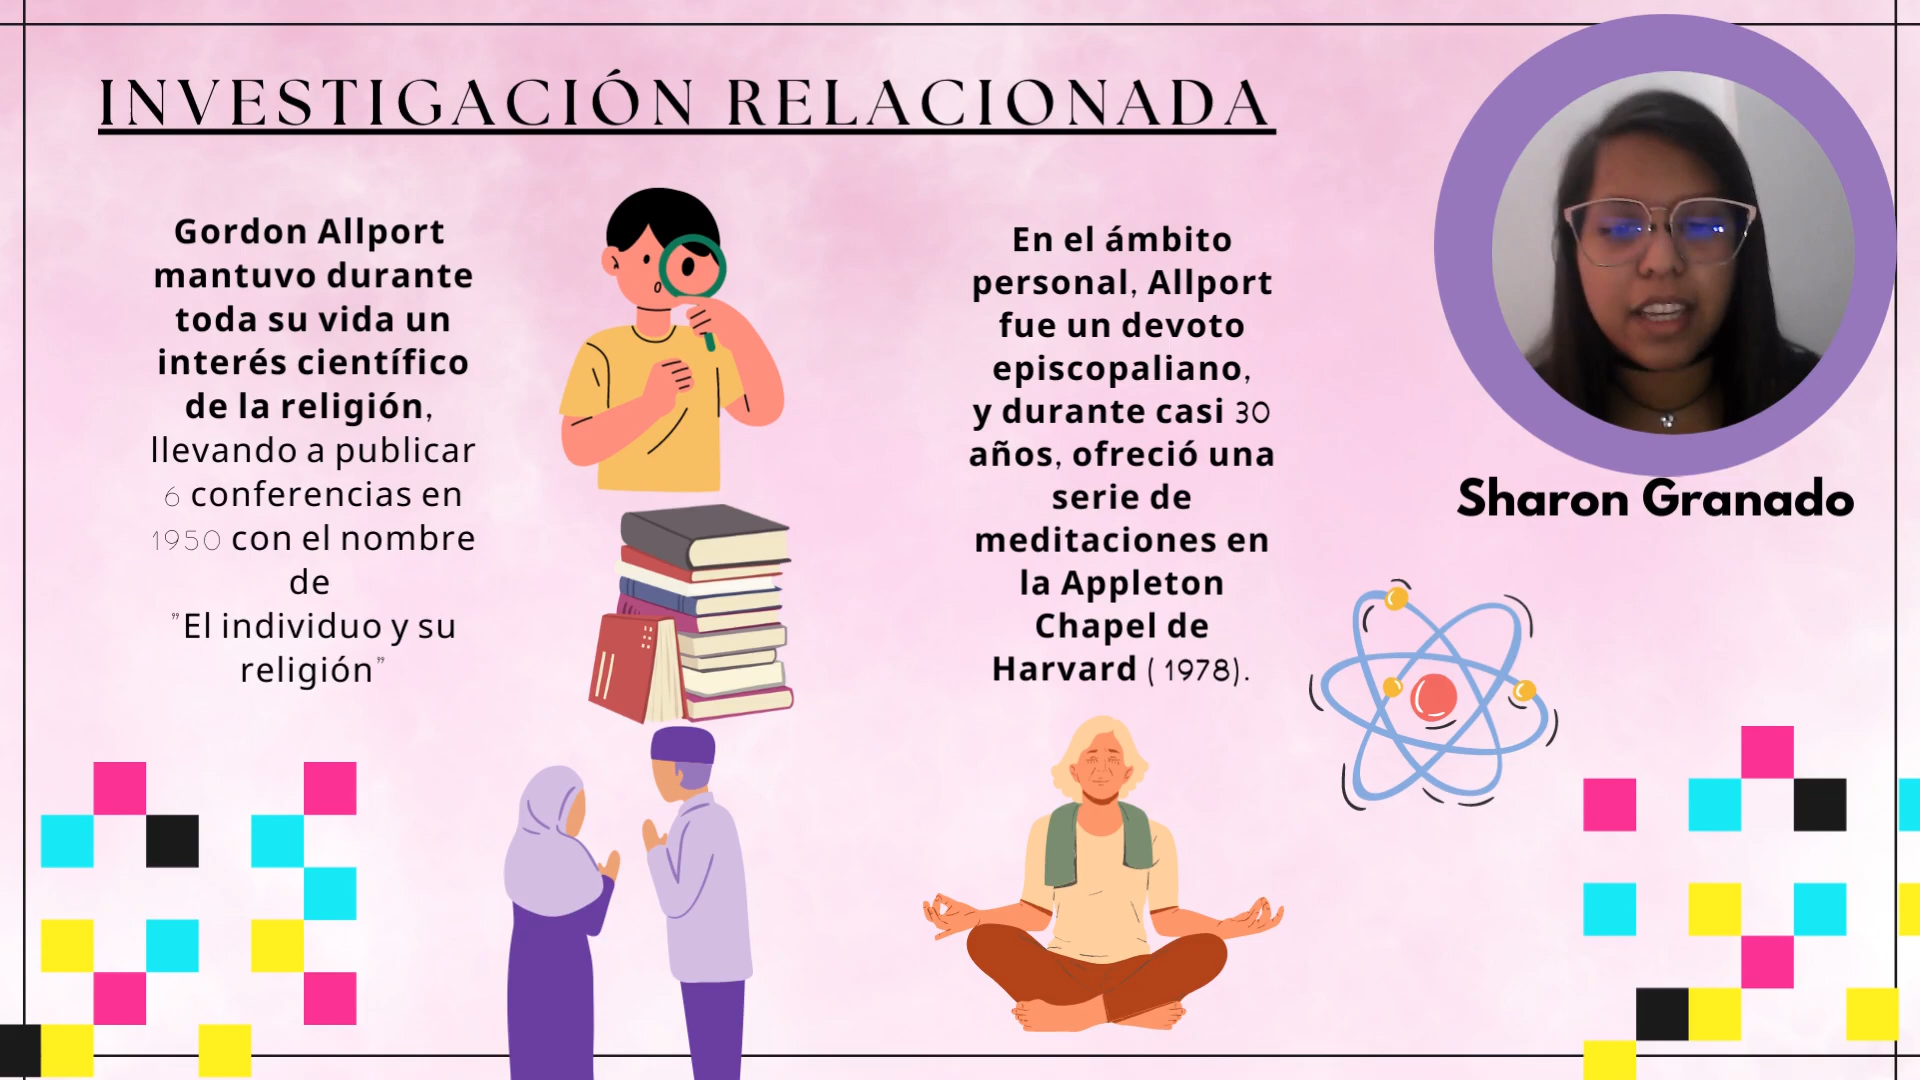 INVESTIGACIÓN RELACIONADA
Gordon Allport
mantuvo durante
toda su vida un
interés científico
de la religión,
llevando a publicar
6 conferencias en
1950 con el nombre
de
"El individuo y su
religión"
En el ámbito
personal, Allport
fue un devoto
episcopaliano,
y durante casi 30
años, ofreció una
serie de
meditaciones en
la Appleton
Chapel de
Harvard ( 1978).
Sharon Granado